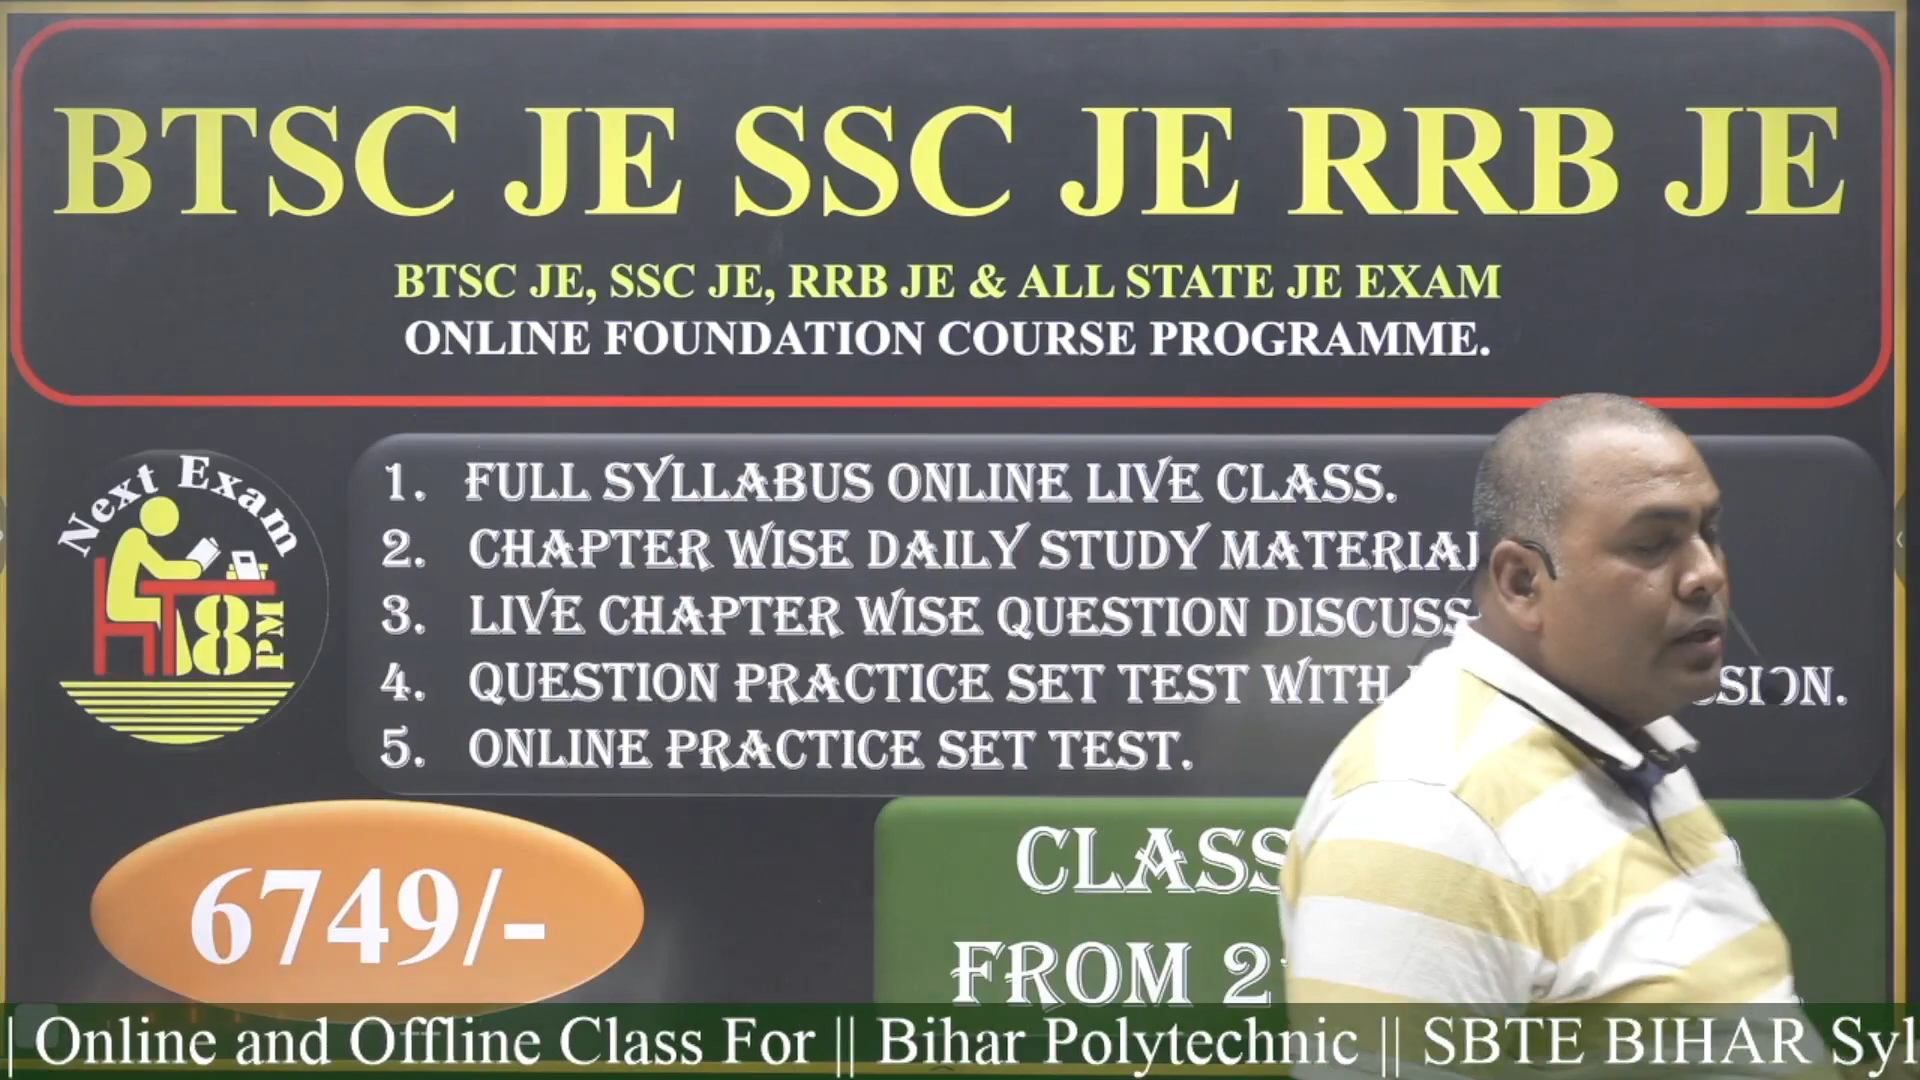 BTSC JE SSC JE RRB JE
BTSC JE, SSC JE, RRB JE & ALL STATE JE EXAM
ONLINE FOUNDATION COURSE PROGRAMME.
Next Exam
8 PM
1. FULL SYLLABUS ONLINE LIVE CLASS.
2. CHAPTER WISE DAILY STUDY
3. LIVE CHAPTER WISE QUESTION
4. QUESTION PRACTICE SET TEST WITH
5. ONLINE PRACTICE SET TEST.
6749/-
CLASS
FROM
| Online and Offline Class For || Bihar Polytechnic || SBTE BIHAR